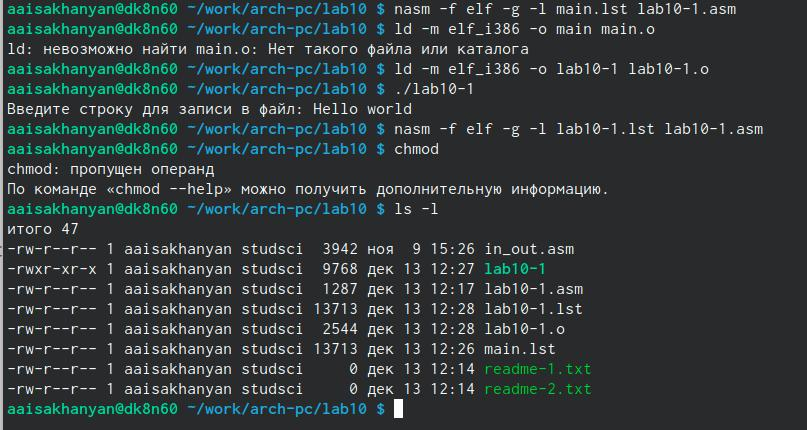 aaisakhanyan@dk8n60 ~/work/arch-pc/lab10 $ nasm -f elf -g -l main.lst lab10-1.asm
aaisakhanyan@dk8n60 ~/work/arch-pc/lab10 $ ld -m elf_i386 -o main main.o
ld: невозможно найти main.o: Нет такого файла или каталога
aaisakhanyan@dk8n60 ~/work/arch-pc/lab10 $ ld -m elf_i386 -o lab10-1 lab10-1.o
aaisakhanyan@dk8n60 ~/work/arch-pc/lab10 $ ./lab10-1
Введите строку для записи в файл: Hello world
aaisakhanyan@dk8n60 ~/work/arch-pc/lab10 $ nasm -f elf -g -l lab10-1.lst lab10-1.asm
aaisakhanyan@dk8n60 ~/work/arch-pc/lab10 $ chmod
chmod: пропущен операнд
По команде «chmod --help» можно получить дополнительную информацию.
aaisakhanyan@dk8n60 ~/work/arch-pc/lab10 $ ls -l
итого 47
-rw-r--r-- 1 aaisakhanyan studsci  3942 ноя  9 15:26 in_out.asm
-rwxr-xr-x 1 aaisakhanyan studsci  9768 дек 13 12:27 lab10-1
-rw-r--r-- 1 aaisakhanyan studsci  1287 дек 13 12:17 lab10-1.asm
-rw-r--r-- 1 aaisakhanyan studsci 13713 дек 13 12:28 lab10-1.lst
-rw-r--r-- 1 aaisakhanyan studsci  2544 дек 13 12:28 lab10-1.o
-rw-r--r-- 1 aaisakhanyan studsci 13713 дек 13 12:26 main.lst
-rw-r--r-- 1 aaisakhanyan studsci     0 дек 13 12:14 readme-1.txt
-rw-r--r-- 1 aaisakhanyan studsci     0 дек 13 12:14 readme-2.txt
aaisakhanyan@dk8n60 ~/work/arch-pc/lab10 $